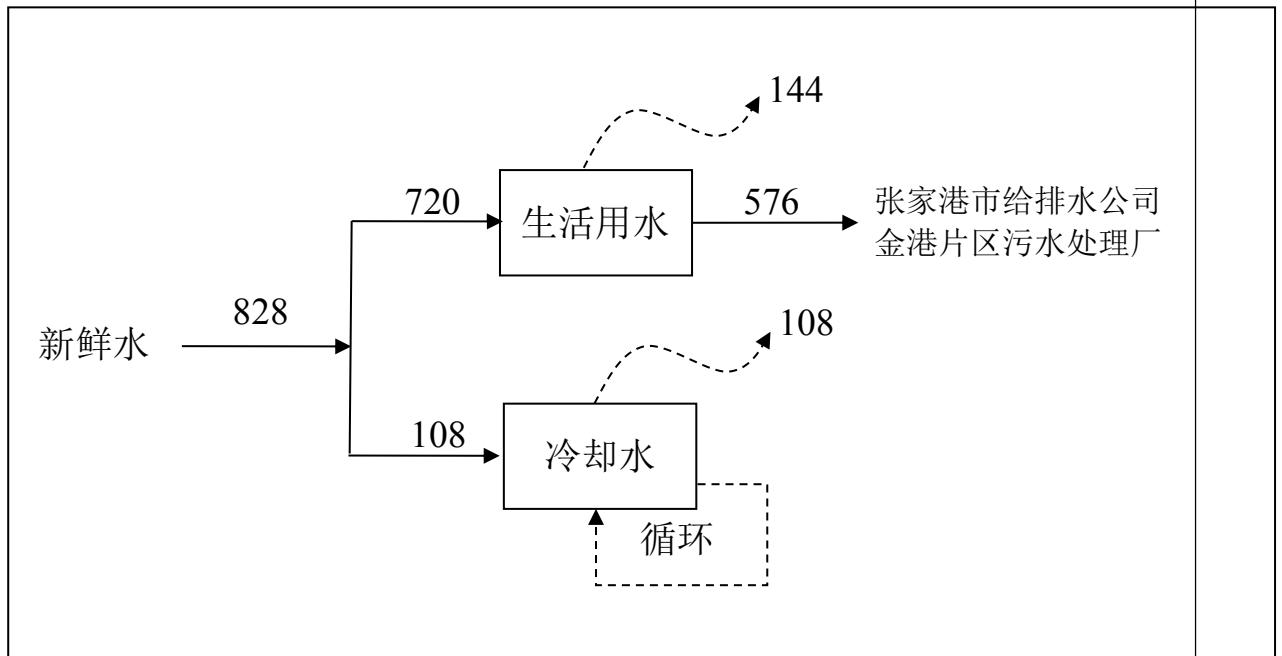 144
720
生活用水
576
张家港市给排水公司
金港片区污水处理厂
828
新鲜水
108
108
冷却水
循环